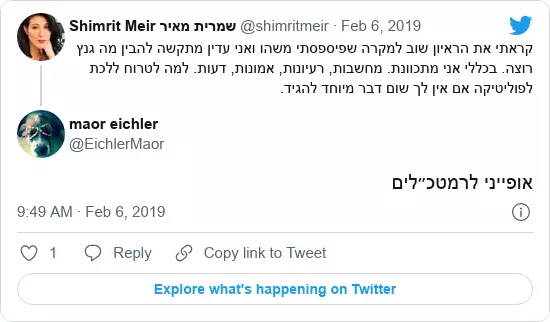 Shimrit Meir שמרית מאיר @shimritmeir · Feb 6, 2019
קראתי את הראיון שוב למקרה שפיספסתי משהו ואני עדין מתקשה להבין מה גנץ
רוצה. בכללי אני מתכוונת. מחשבות, רעיונות, אמונות, דעות. למה לטרוח ללכת
לפוליטיקה אם אין לך שום דבר מיוחד להגיד.
maor eichler
@EichlerMaor
אופייני לרמטכ״לים
9:49 AM · Feb 6, 2019
1 Reply Copy link to Tweet
Explore what's happening on Twitter